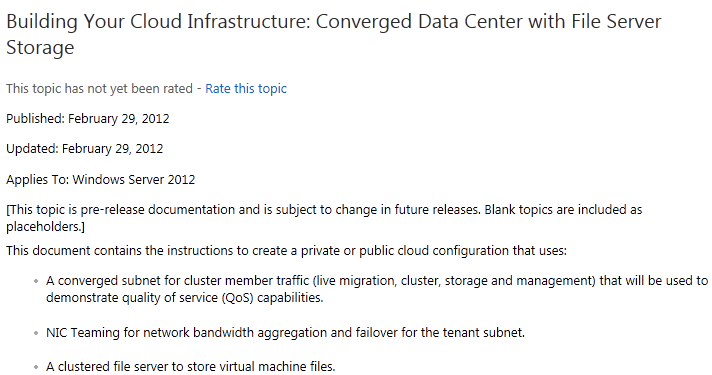 Building Your Cloud Infrastructure: Converged Data Center with File Server
Storage
This topic has not yet been rated - Rate this topic
Published: February 29, 2012
Updated: February 29, 2012
Applies To: Windows Server 2012
[This topic is pre-release documentation and is subject to change in future releases. Blank topics are included as
placeholders.]
This document contains the instructions to create a private or public cloud configuration that uses:
• A converged subnet for cluster member traffic (live migration, cluster, storage and management) that will be used to
demonstrate quality of service (QoS) capabilities.
• NIC Teaming for network bandwidth aggregation and failover for the tenant subnet.
• A clustered file server to store virtual machine files.